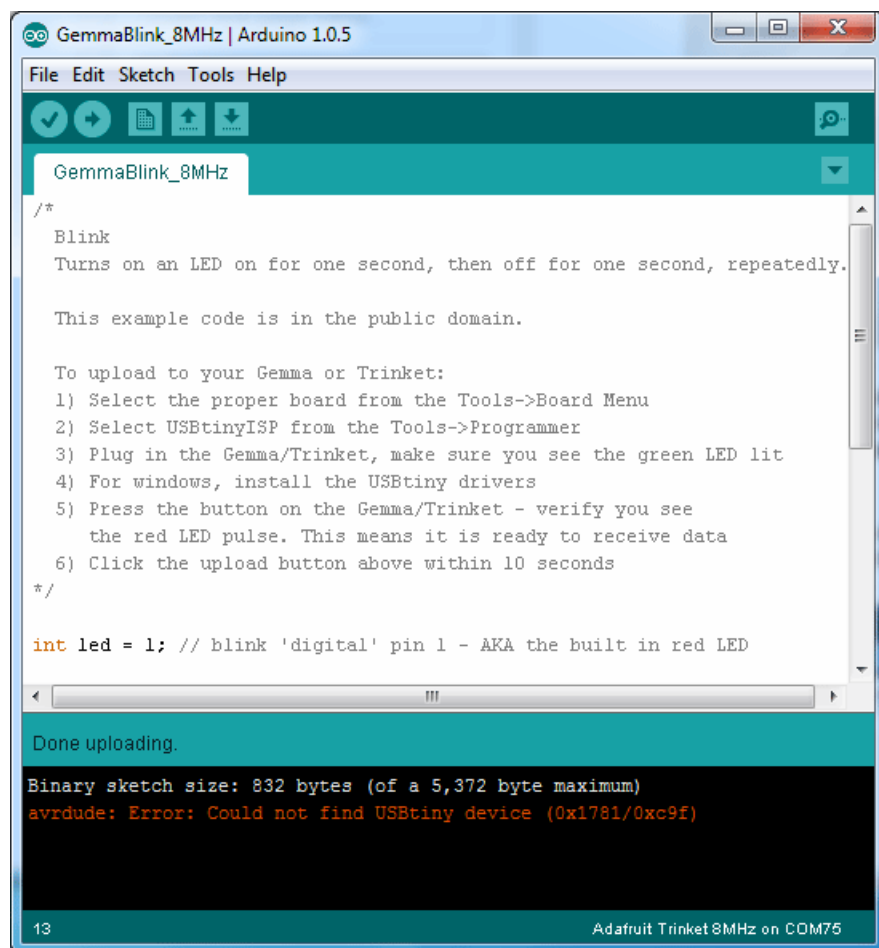 GemmaBlink_8MHz | Arduino 1.0.5
File Edit Sketch Tools Help
GemmaBlink_8MHz
/*
Blink
Turns on an LED on for one second, then off for one second, repeatedly.
This example code is in the public domain.
To upload to your Gemma or Trinket:
1) Select the proper board from the Tools->Board Menu
2) Select USBtinyISP from the Tools->Programmer
3) Plug in the Gemma/Trinket, make sure you see the green LED lit
4) For windows, install the USBtiny drivers
5) Press the button on the Gemma/Trinket - verify you see
the red LED pulse. This means it is ready to receive data
6) Click the upload button above within 10 seconds
*/
int led = 1; // blink 'digital' pin 1 - AKA the built in red LED
Done uploading.
Binary sketch size: 832 bytes (of a 5,372 byte maximum)
avrdude: Error: Could not find USBtiny device (0x1781/0xc9f)
13 Adafruit Trinket 8MHz on COM75